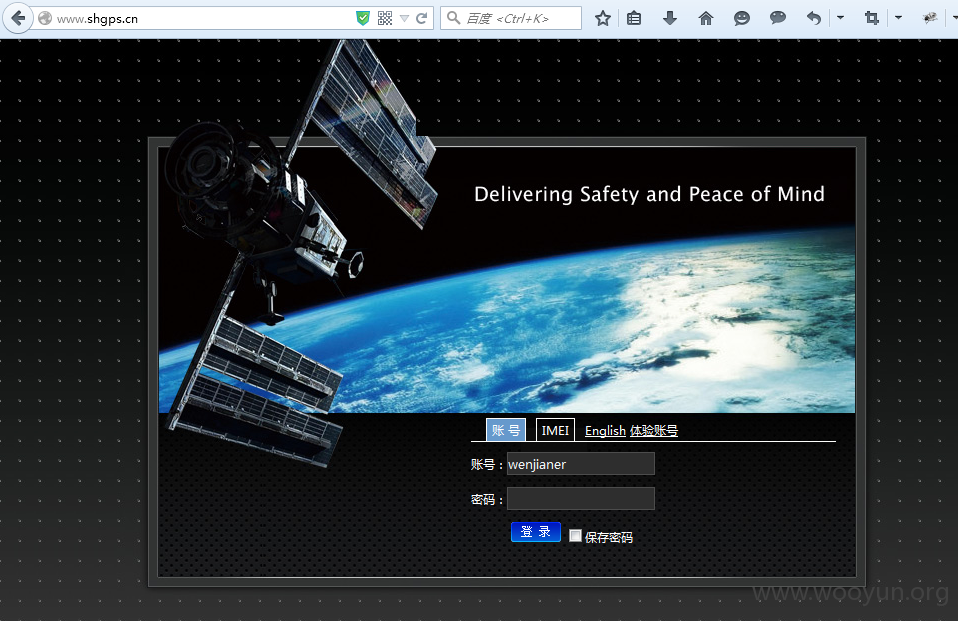 www.shgps.cn
百度 <Ctrl+K>
Delivering Safety and Peace of Mind
账 号 IMEI English 体验账号
账号：wenjianer
密码：
登 录 保存密码
www.wooyun.org